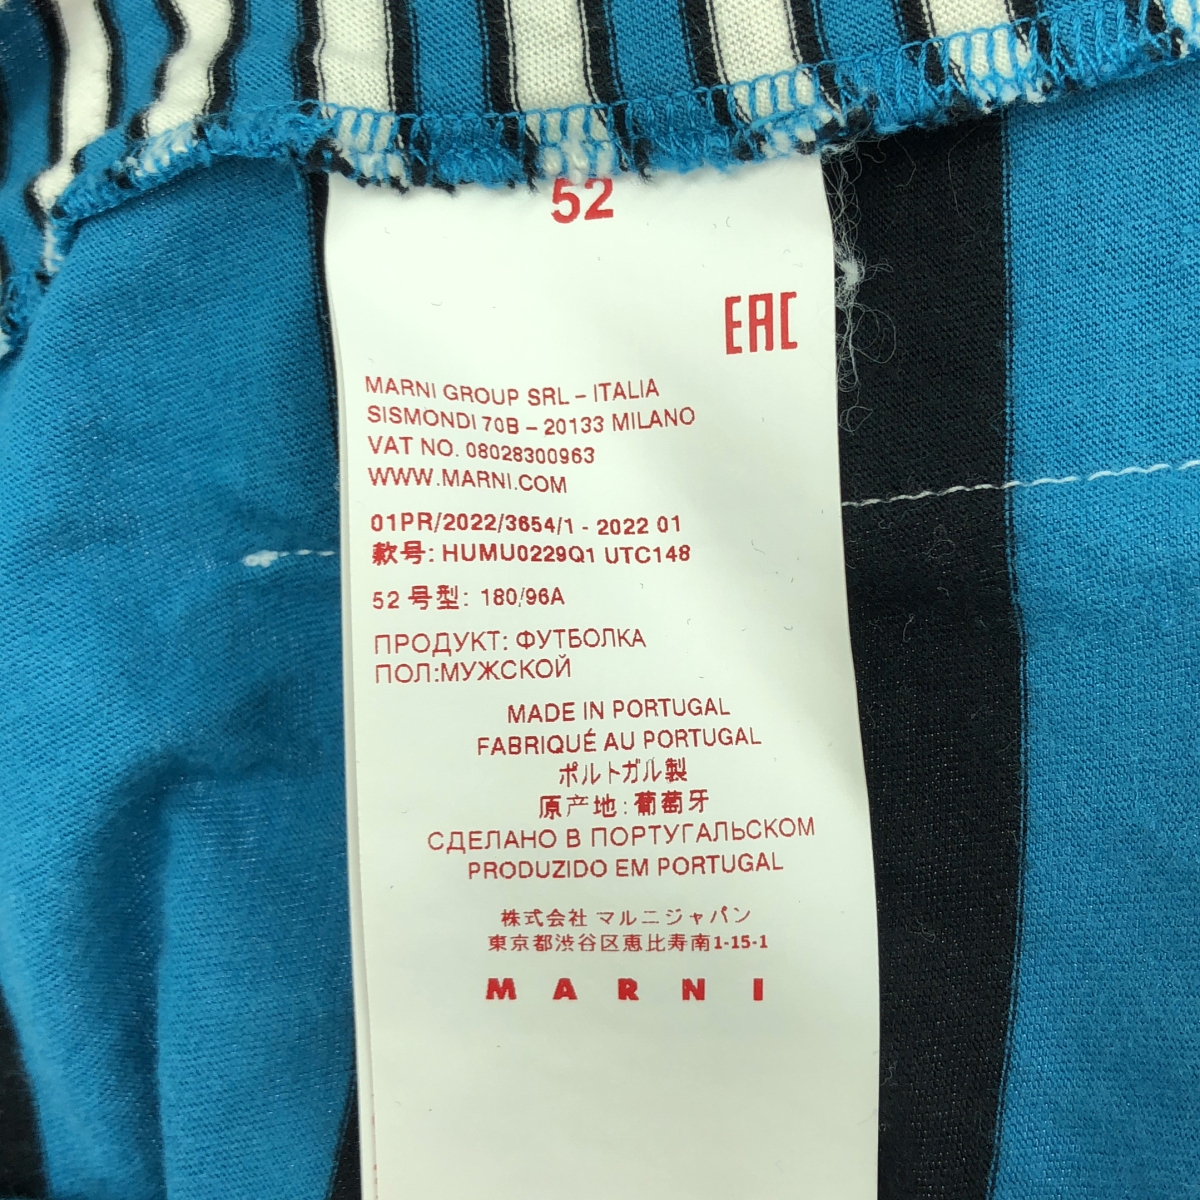 52
EAC
MARNI GROUP SRL – ITALIA
SISMONDI 70B – 20133 MILANO
VAT NO. 08028300963
WWW.MARNI.COM
01PR/2022/3654/1 - 2022 01
款号: HUMU0229Q1 UTC148
52 号型: 180/96A
ПРОДУКТ: ФУТБОЛКА
ПОЛ:МУЖСКОЙ
MADE IN PORTUGAL
FABRIQUÉ AU PORTUGAL
ポルトガル製
原产地: 葡萄牙
СДЕЛАНО В ПОРТУГАЛЬСКОМ
PRODUZIDO EM PORTUGAL
株式会社 マルニジャパン
東京都渋谷区恵比寿南1-15-1
MARNI